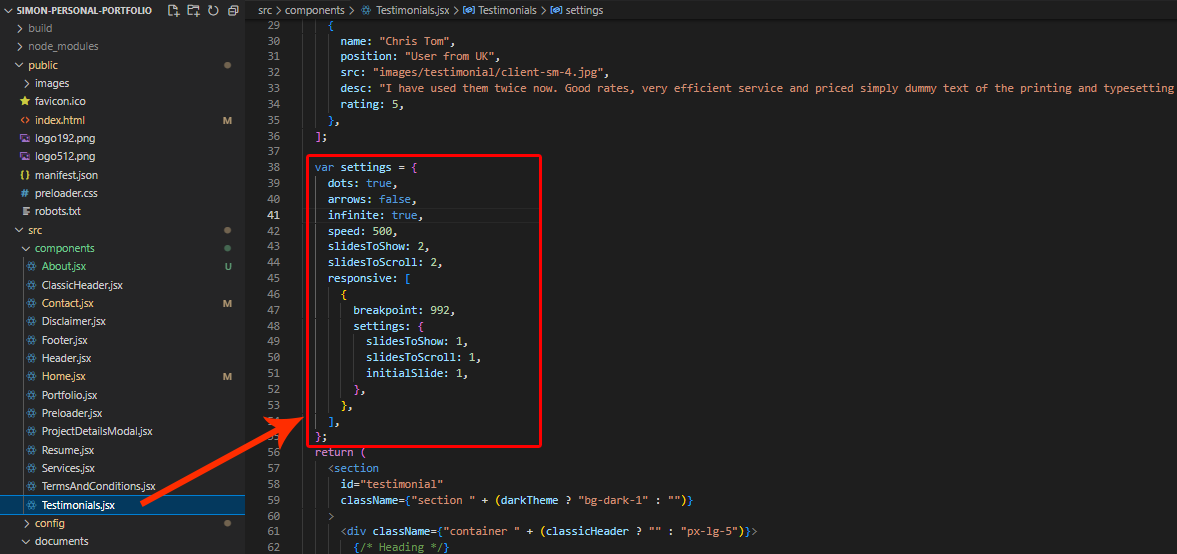 SIMON-PERSONAL-PORTFOLIO
build
node_modules
public
images
favicon.ico
index.html M
logo192.png
logo512.png
{} manifest.json
# preloader.css
robots.txt
src
components
About.jsx U
ClassicHeader.jsx
Contact.jsx M
Disclaimer.jsx
Footer.jsx
Header.jsx
Home.jsx M
Portfolio.jsx
Preloader.jsx
ProjectDetailsModal.jsx
Resume.jsx
Services.jsx
TermsAndConditions.jsx
Testimonials.jsx
config
documents
src > components > Testimonials.jsx > Testimonials > settings
29 {
30 name: "Chris Tom",
31 position: "User from UK",
32 src: "images/testimonial/client-sm-4.jpg",
33 desc: "I have used them twice now. Good rates, very efficient service and priced simply dummy text of the printing and typesetting
34 rating: 5,
35 },
36 ];
37
38 var settings = {
39 dots: true,
40 arrows: false,
41 infinite: true,
42 speed: 500,
43 slidesToShow: 2,
44 slidesToScroll: 2,
45 responsive: [
46 {
47 breakpoint: 992,
48 settings: {
49 slidesToShow: 1,
50 slidesToScroll: 1,
51 initialSlide: 1,
52 },
53 },
],
};
56 return (
57 <section
58 id="testimonial"
59 className={"section " + (darkTheme ? "bg-dark-1" : "")}
60 >
61 <div className={"container " + (classicHeader ? "" : "px-lg-5")}>
62 {/* Heading */}